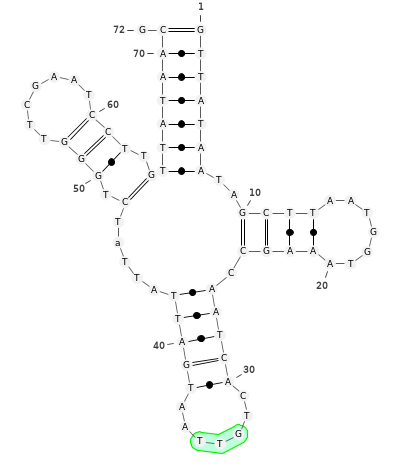 1
G T T A T A A T A
10
G C T T A A T G G T
20
A A A G C C A A T C
30
A C T G T T A A T G
40
A T T A T T a T C T
50
G G G T T C G A A T
60
C C T T G T T A T A
70
A C
72
G